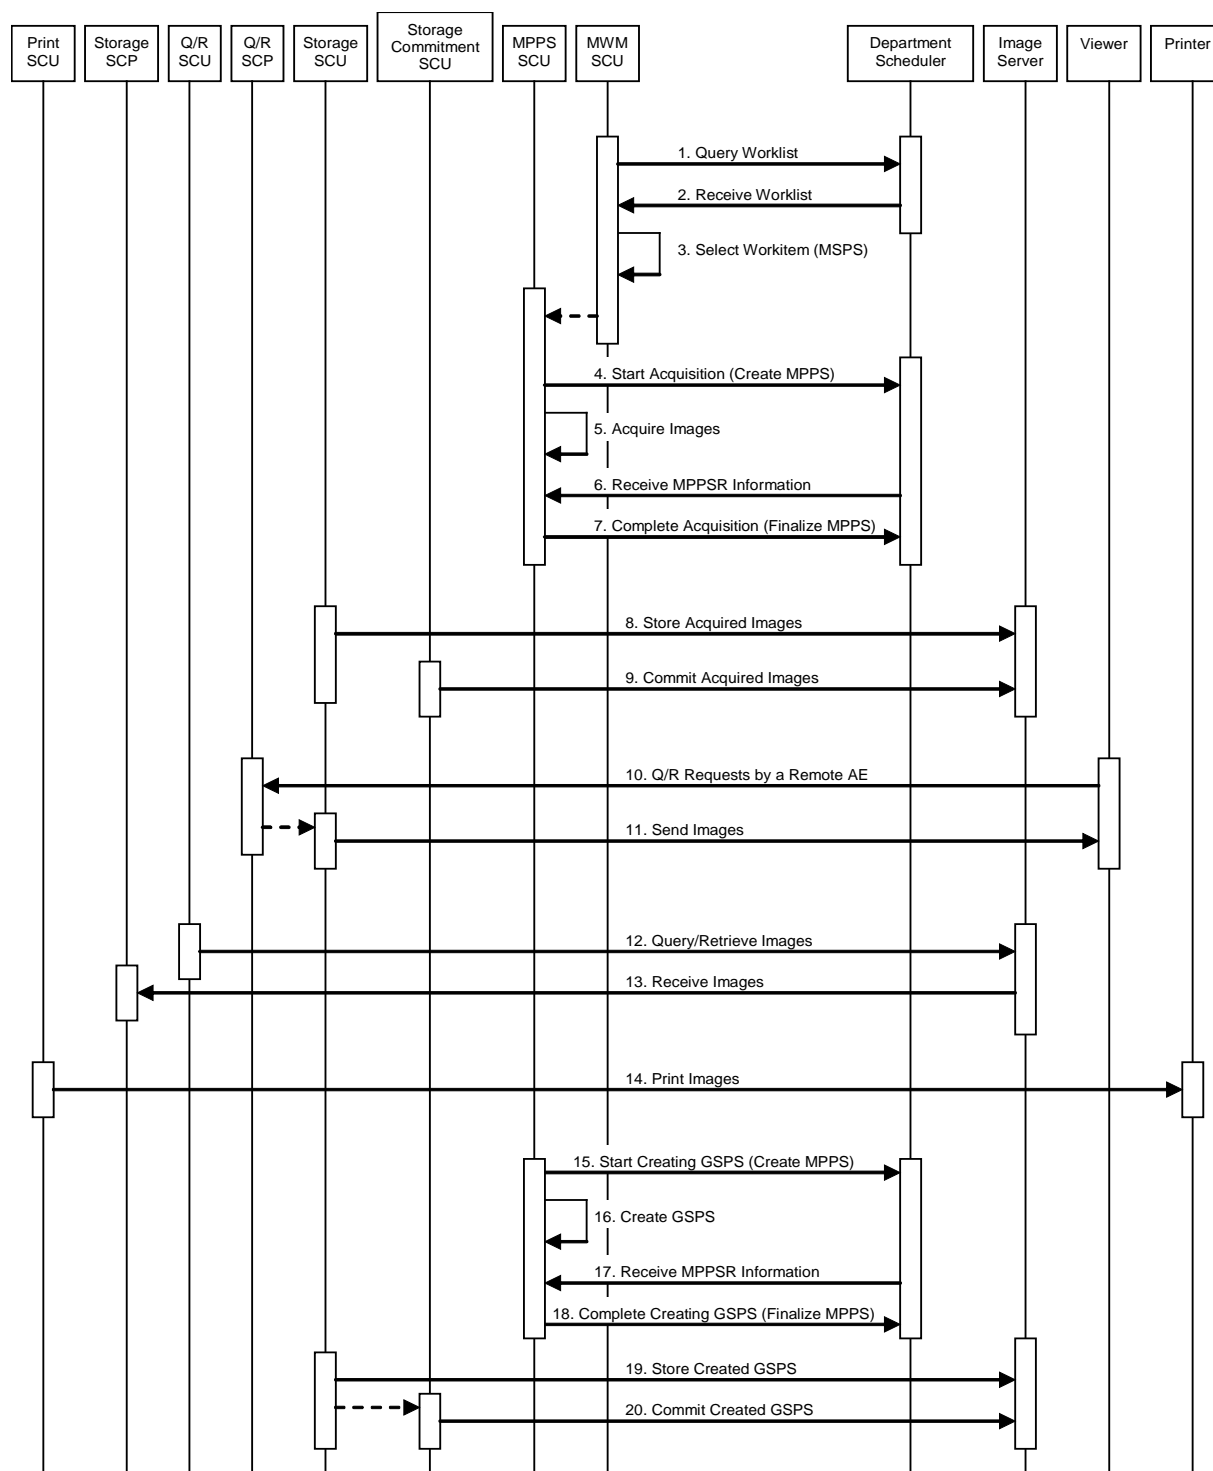 Print
SCU
Storage
SCP
Q/R
SCU
Q/R
SCP
Storage
SCU
Storage
Commitment
SCU
MPPS
SCU
MWM
SCU
Department
Scheduler
Image
Server
Viewer
Printer
1. Query Worklist
2. Receive Worklist
3. Select Workitem (MSPS)
4. Start Acquisition (Create MPPS)
5. Acquire Images
6. Receive MPPSR Information
7. Complete Acquisition (Finalize MPPS)
8. Store Acquired Images
9. Commit Acquired Images
10. Q/R Requests by a Remote AE
11. Send Images
12. Query/Retrieve Images
13. Receive Images
14. Print Images
15. Start Creating GSPS (Create MPPS)
16. Create GSPS
17. Receive MPPSR Information
18. Complete Creating GSPS (Finalize MPPS)
19. Store Created GSPS
20. Commit Created GSPS